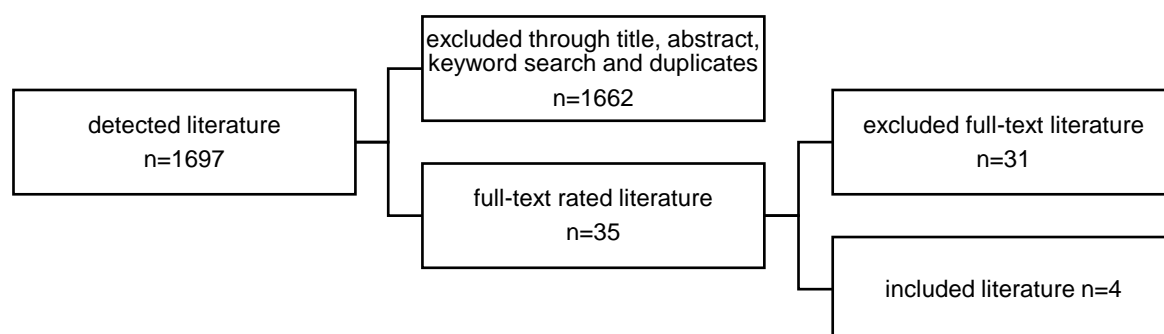 detected literature
n=1697
excluded through title, abstract,
keyword search and duplicates
n=1662
full-text rated literature
n=35
excluded full-text literature
n=31
included literature n=4